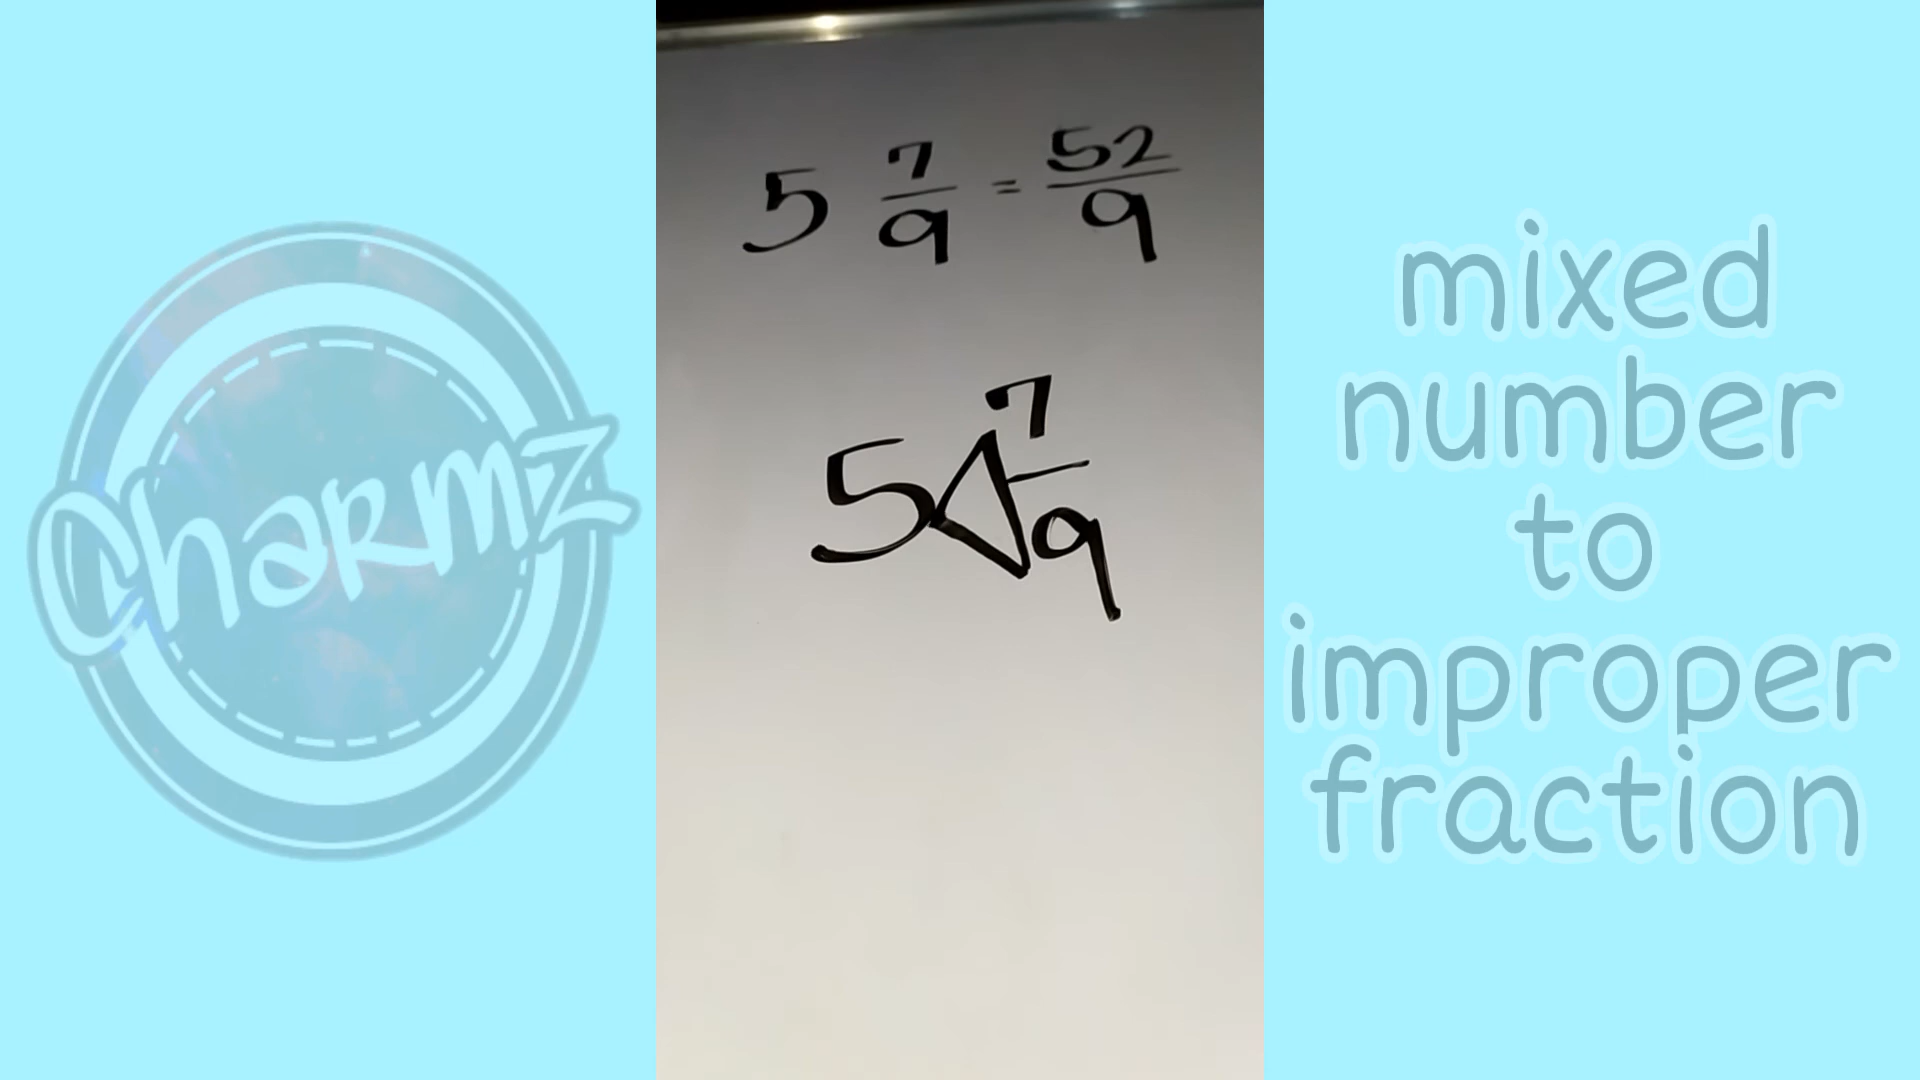 Charmz
5 7/9 = 52/9
5 7/9
mixed
number
to
improper
fraction